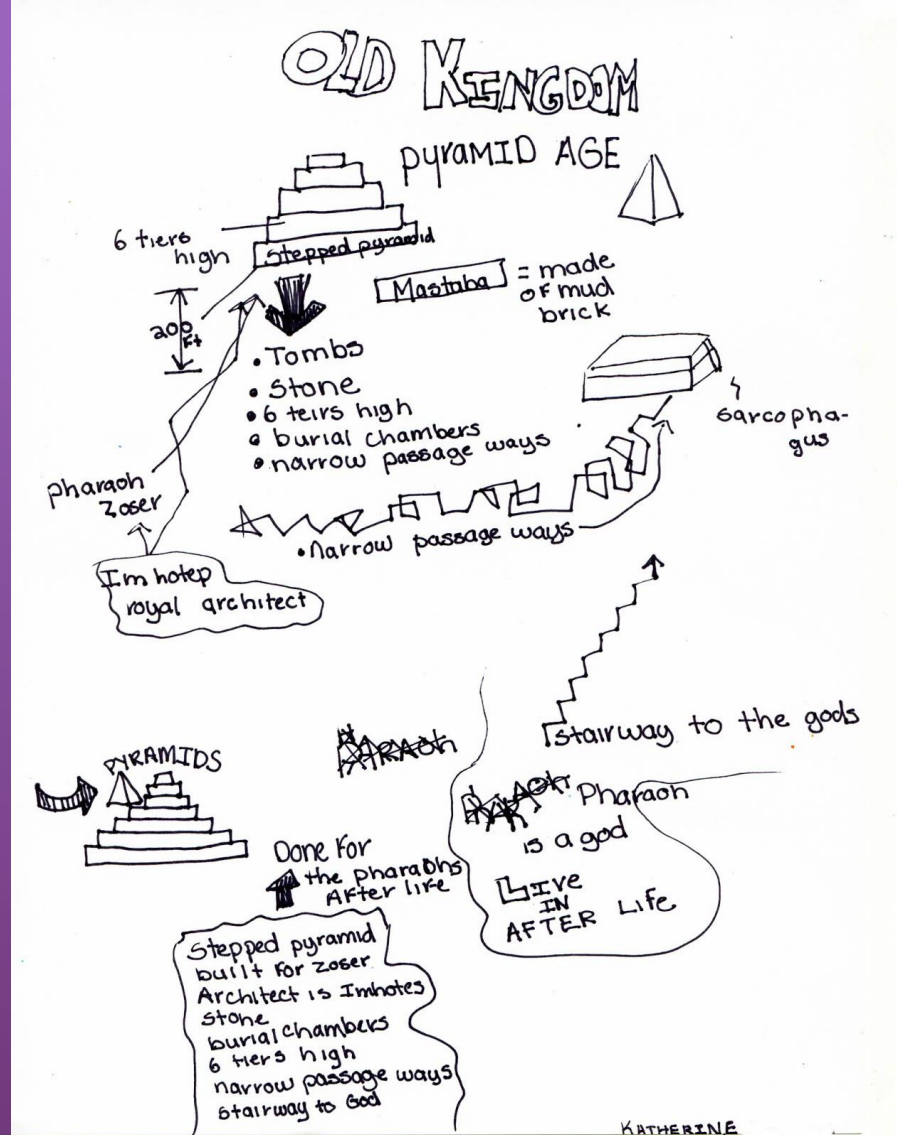 OLD KINGDOM
pyramid AGE
6 tiers
high
stepped pyramid
Mastaba = made
of mud
brick
200
Ft
• Tombs
• Stone
• 6 teirs high
• burial chambers
• narrow passage ways
sarcopha-
gus
pharaoh
Zoser
• Narrow passage ways
Im hotep
royal architect
stairway to the gods
PYRAMIDS
Pharaoh
is a god
Live
IN
AFTER Life
Done For
the pharaohs
After life
Stepped pyramid
built for zoser
Architect is Imhotes
stone
burial chambers
6 tiers high
narrow passage ways
stairway to God
KATHERINE